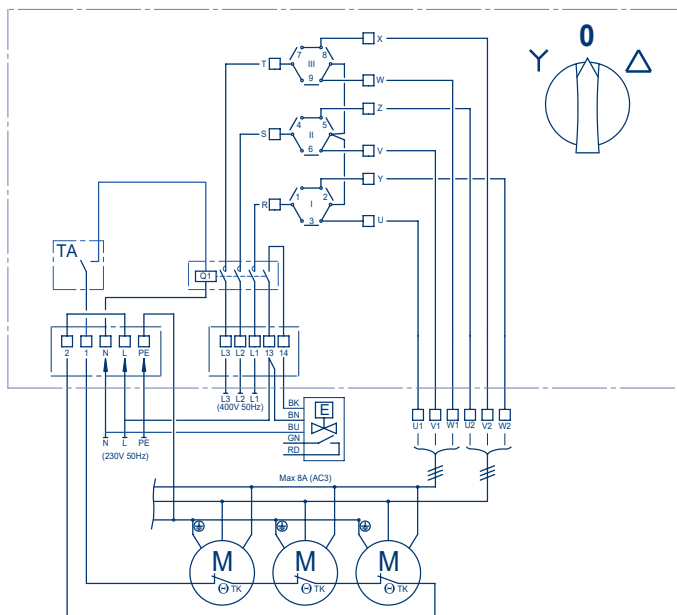 X
0
Y
7 8
T
III
9
W
Z
4 5
S
II
6
V
Y
1 2
R
I
3
U
TA
Q1
2 1 N L PE
L3 L2 L1 13 14
L3 L2 L1
(400V 50Hz)
BK
BN
BU
GN
RD
E
N L PE
(230V 50Hz)
U1 V1 W1 U2 V2 W2
Max 8A (AC3)
M M M
TK TK TK